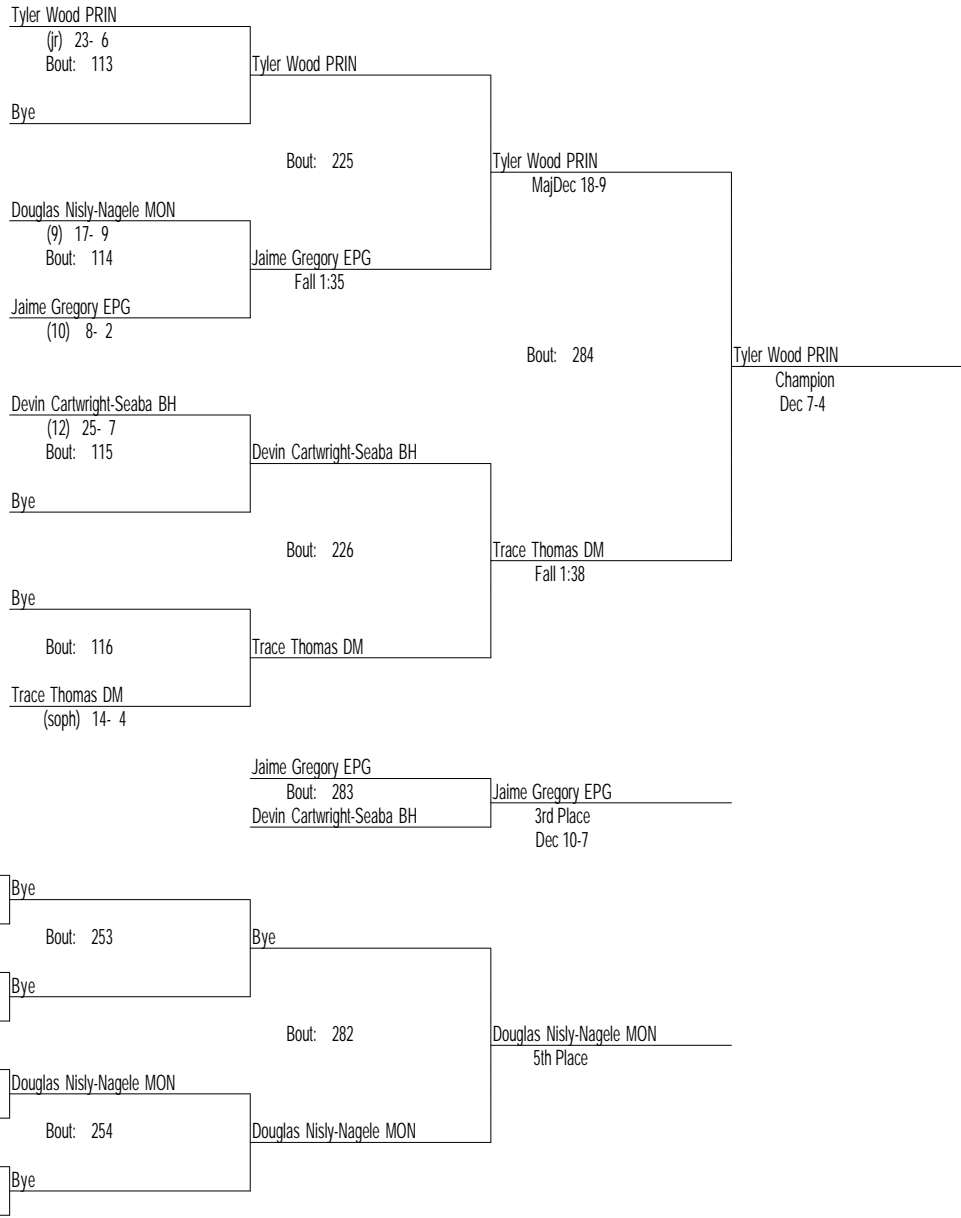 Tyler Wood PRIN
(jr) 23- 6
Bout: 113
Bye
Tyler Wood PRIN
Bout: 225
Douglas Nisly-Nagele MON
(9) 17- 9
Bout: 114
Jaime Gregory EPG
(10) 8- 2
Jaime Gregory EPG
Fall 1:35
Tyler Wood PRIN
MajDec 18-9
Bout: 284
Tyler Wood PRIN
Champion
Dec 7-4
Devin Cartwright-Seaba BH
(12) 25- 7
Bout: 115
Bye
Devin Cartwright-Seaba BH
Bout: 226
Trace Thomas DM
Fall 1:38
Bye
Bout: 116
Trace Thomas DM
(soph) 14- 4
Trace Thomas DM
Jaime Gregory EPG
Bout: 283
Devin Cartwright-Seaba BH
Jaime Gregory EPG
3rd Place
Dec 10-7
Bye
Bout: 253
Bye
Bye
Bout: 282
Douglas Nisly-Nagele MON
5th Place
Douglas Nisly-Nagele MON
Bout: 254
Bye
Douglas Nisly-Nagele MON